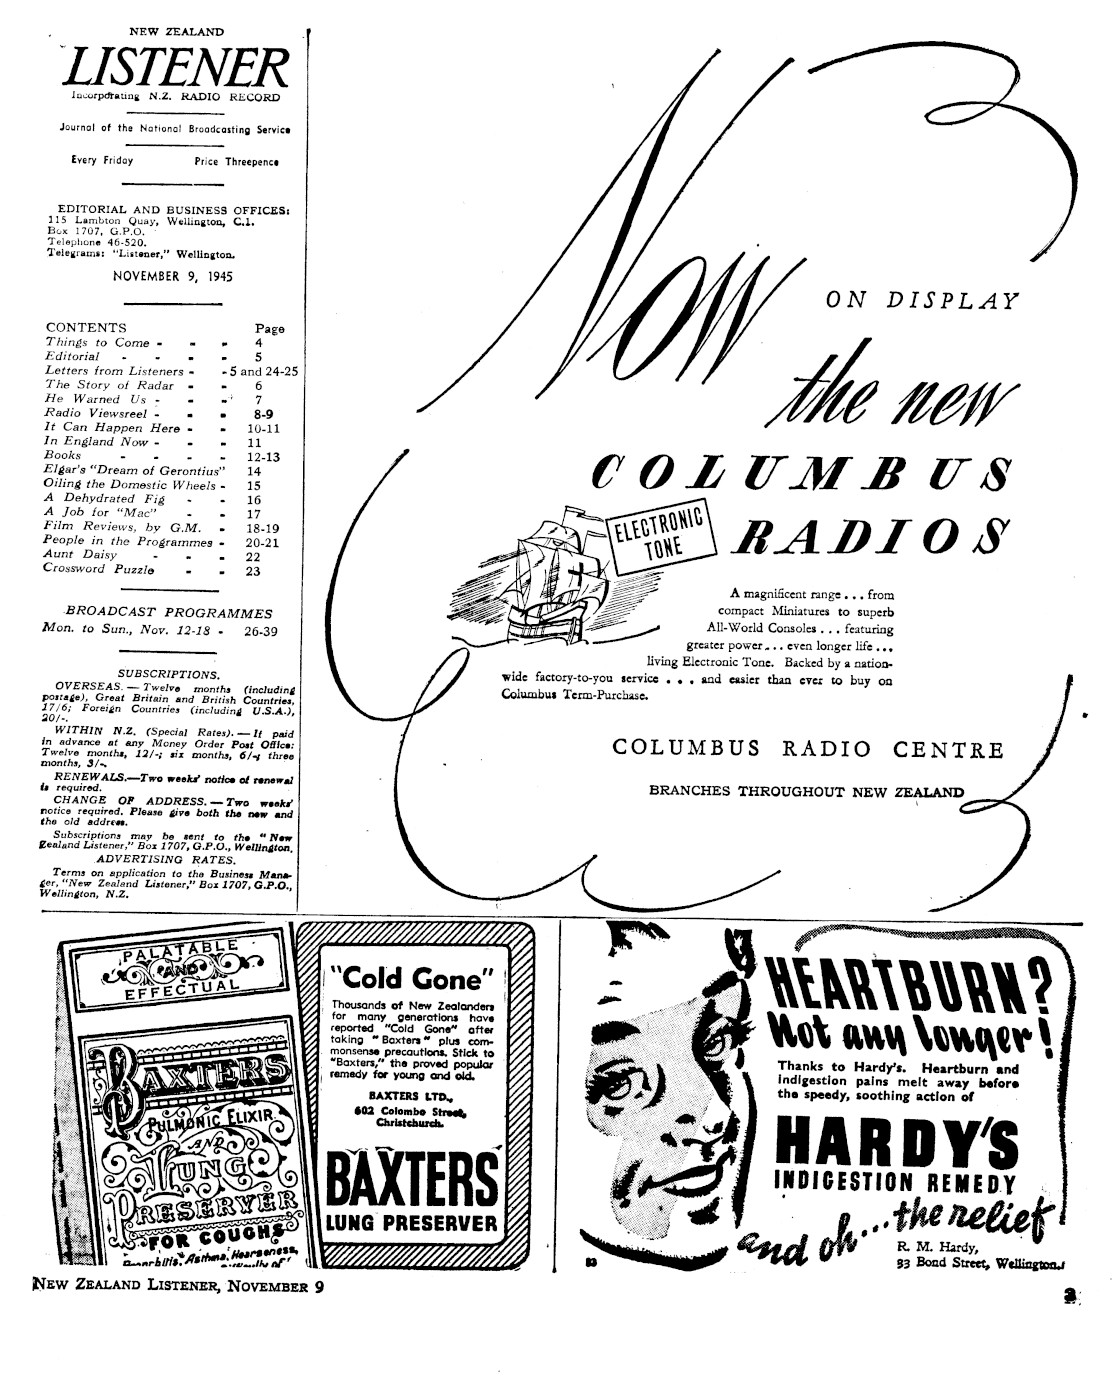 NEW ZEALAND
LISTENER
Incorporating N.Z. RADIO RECORD
Journal of the National Broadcasting Service
Every Friday Price Threepence
EDITORIAL AND BUSINESS OFFICES:
115 Lambton Quay, Wellington, C.1.
Box 1707, G.P.O.
Telephone 46-520.
Telegrams: "Listener," Wellington.
NOVEMBER 9, 1945
CONTENTS Page
Things to Come - - - 4
Editorial - - - - 5
Letters from Listeners - - 5 and 24-25
The Story of Radar - - 6
He Warned Us - - - 7
Radio Viewsreel - - - 8-9
It Can Happen Here - - 10-11
In England Now - - - 11
Books - - - - 12-13
Elgar's "Dream of Gerontius" 14
Oiling the Domestic Wheels - 15
A Dehydrated Fig - - 16
A Job for "Mac" - - 17
Film Reviews, by G.M. - 18-19
People in the Programmes - 20-21
Aunt Daisy - - - 22
Crossword Puzzle - - 23
BROADCAST PROGRAMMES
Mon. to Sun., Nov. 12-18 - 26-39
SUBSCRIPTIONS.
OVERSEAS. — Twelve months (including
postage), Great Britain and British Countries,
17/6; Foreign Countries (including U.S.A.),
20/-.
WITHIN N.Z. (Special Rates). — If paid
in advance at any Money Order Post Office:
Twelve months, 12/-; six months, 6/-; three
months, 3/-.
RENEWALS.—Two weeks' notice of renewal
is required.
CHANGE OF ADDRESS. — Two weeks'
notice required. Please give both the new and
the old address.
Subscriptions may be sent to the "New
Zealand Listener," Box 1707, G.P.O., Wellington.
ADVERTISING RATES.
Terms on application to the Business Mana-
ger, "New Zealand Listener," Box 1707, G.P.O.,
Wellington, N.Z.
Now
ON DISPLAY
the new
COLUMBUS
RADIOS
ELECTRONIC
TONE
A magnificent range . . . from
compact Miniatures to superb
All-World Consoles . . . featuring
greater power . . . even longer life . . .
living Electronic Tone. Backed by a nation-
wide factory-to-you service . . . and easier than ever to buy on
Columbus Term-Purchase.
COLUMBUS RADIO CENTRE
BRANCHES THROUGHOUT NEW ZEALAND
PALATABLE
AND
EFFECTUAL
BAXTERS
PULMONIC ELIXIR
AND
LUNG
PRESERVER
FOR COUGHS
Bronchitis, Asthma, Hoarseness,
"Cold Gone"
Thousands of New Zealanders
for many generations have
reported "Cold Gone" after
taking "Baxters" plus com-
monsense precautions. Stick to
"Baxters," the proved popular
remedy for young and old.
BAXTERS LTD.,
602 Colombo Street,
Christchurch.
BAXTERS
LUNG PRESERVER
HEARTBURN?
Not any longer!
Thanks to Hardy's. Heartburn and
indigestion pains melt away before
the speedy, soothing action of
HARDY'S
INDIGESTION REMEDY
and oh... the relief
R. M. Hardy,
53 Bond Street, Wellington.
NEW ZEALAND LISTENER, NOVEMBER 9
3